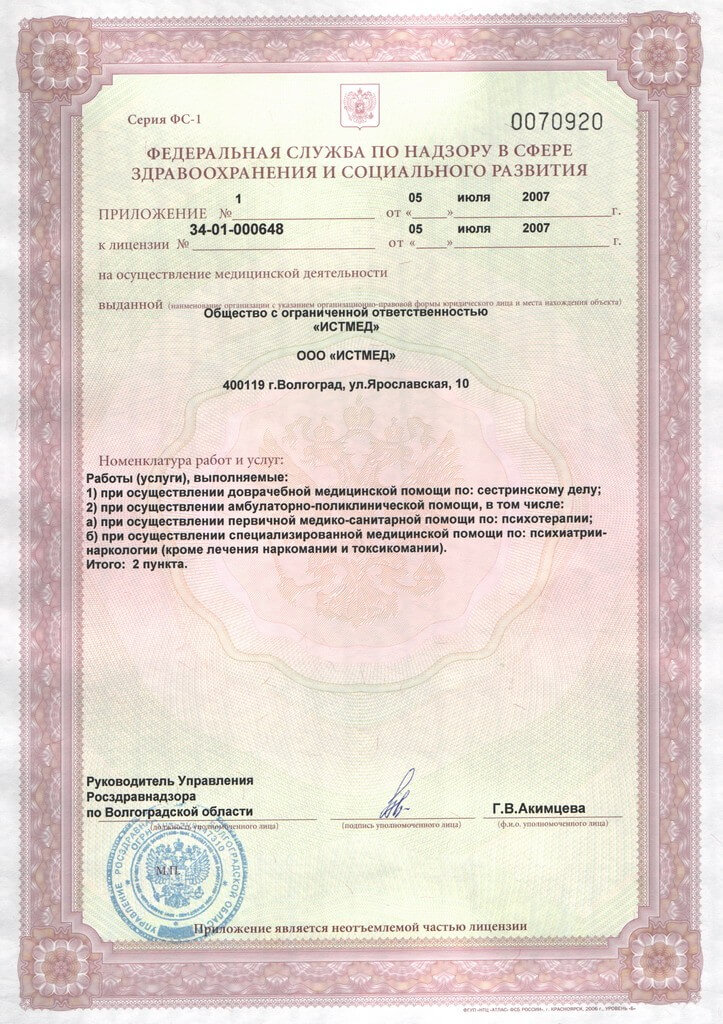 Серия ФС-1
0070920
ФЕДЕРАЛЬНАЯ СЛУЖБА ПО НАДЗОРУ В СФЕРЕ
ЗДРАВООХРАНЕНИЯ И СОЦИАЛЬНОГО РАЗВИТИЯ
ПРИЛОЖЕНИЕ № 1 от « 05 » июля 2007 г.
к лицензии № 34-01-000648 от « 05 » июля 2007 г.
на осуществление медицинской деятельности
выданной (наименование организации с указанием организационно-правовой формы юридического лица и места нахождения объекта)
Общество с ограниченной ответственностью
«ИСТМЕД»
ООО «ИСТМЕД»
400119 г.Волгоград, ул.Ярославская, 10
Номенклатура работ и услуг:
Работы (услуги), выполняемые:
1) при осуществлении доврачебной медицинской помощи по: сестринскому делу;
2) при осуществлении амбулаторно-поликлинической помощи, в том числе:
а) при осуществлении первичной медико-санитарной помощи по: психотерапии;
б) при осуществлении специализированной медицинской помощи по: психиатрии-
наркологии (кроме лечения наркомании и токсикомании).
Итого: 2 пункта.
Руководитель Управления
Росздравнадзора
по Волгоградской области
Г.В.Акимцева
(должность уполномоченного лица)
(подпись уполномоченного лица)
(ф.и.о. уполномоченного лица)
М.П.
Приложение является неотъемлемой частью лицензии
ФГУП «НПЦ «АТЛАС» ФСБ РОССИИ», г. КРАСНОЯРСК, 2006 г., УРОВЕНЬ «Б»